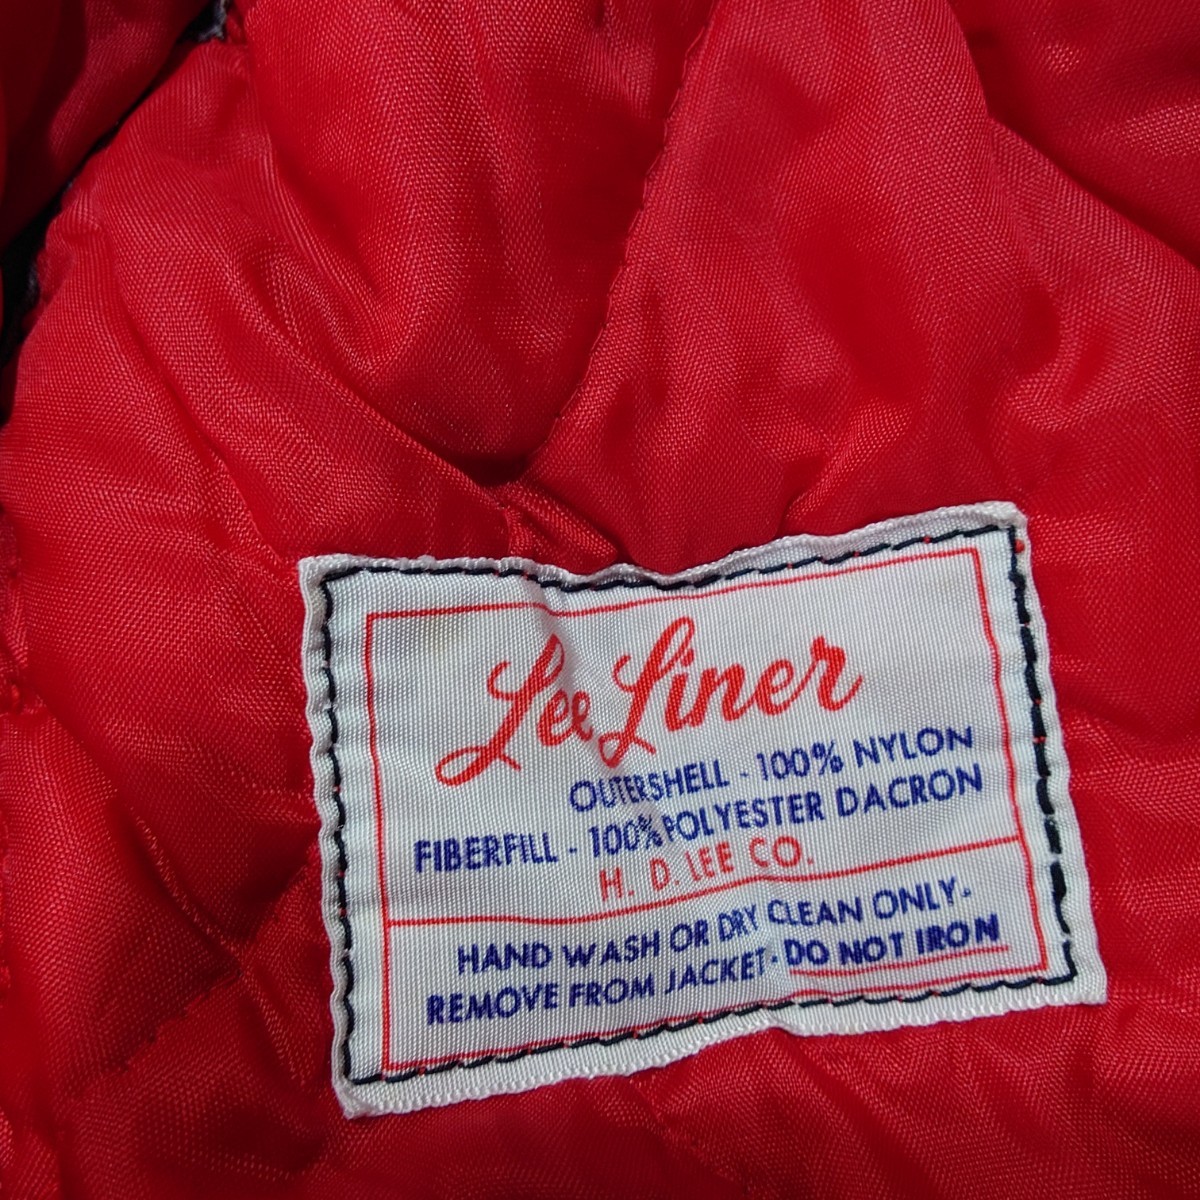 Lee Liner
OUTERSHELL - 100% NYLON
FIBERFILL - 100% POLYESTER DACRON
H. D. LEE CO.
HAND WASH OR DRY CLEAN ONLY-
REMOVE FROM JACKET - DO NOT IRON